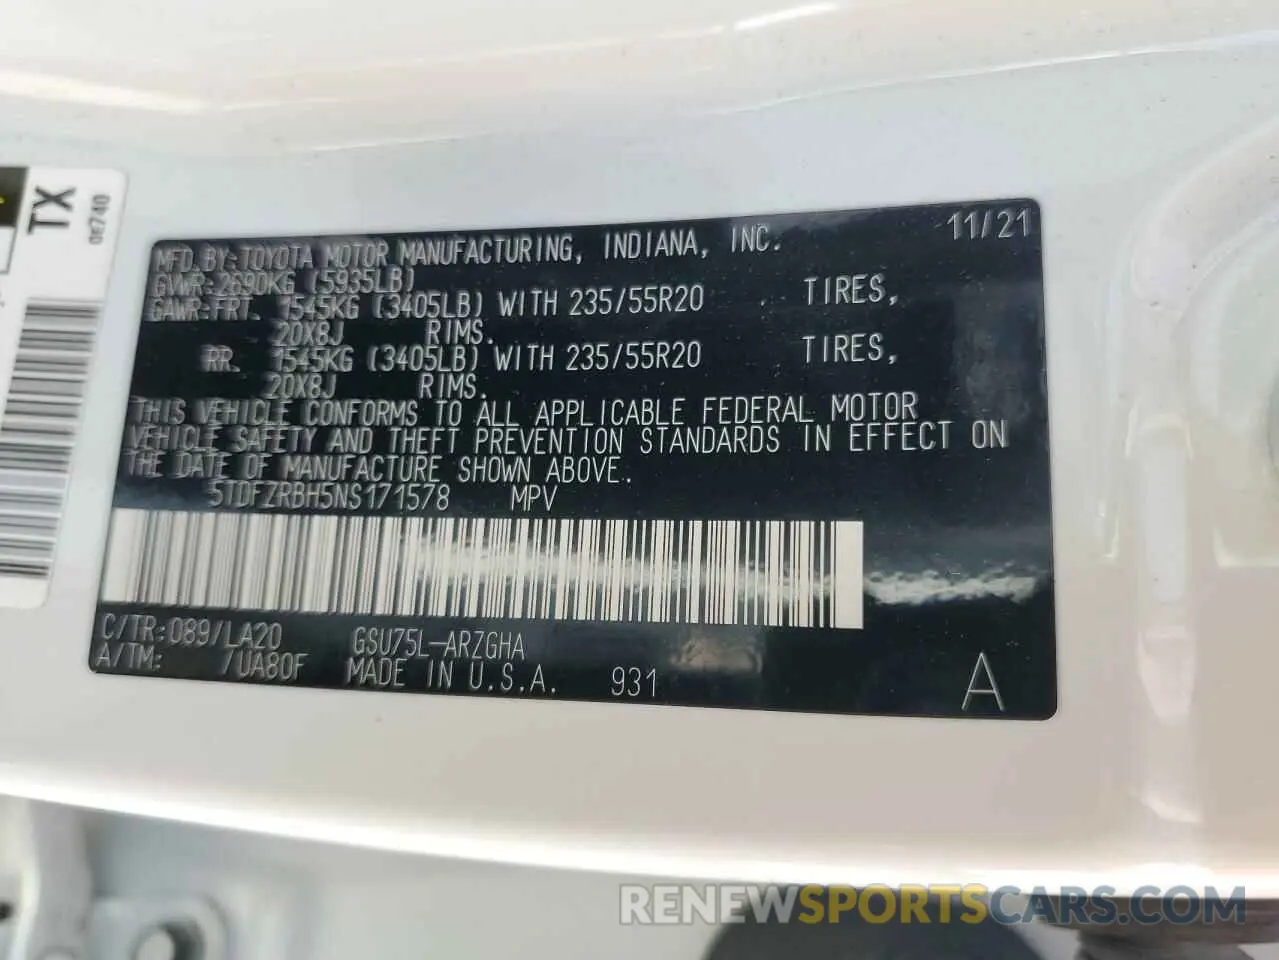 TX
0E740
11/21
MFD.BY:TOYOTA MOTOR MANUFACTURING, INDIANA, INC.
GVWR:2690KG (5935LB)
GAWR:FRT. 1545KG (3405LB) WITH 235/55R20 TIRES,
20X8J RIMS.
RR. 1545KG (3405LB) WITH 235/55R20 TIRES,
20X8J RIMS.
THIS VEHICLE CONFORMS TO ALL APPLICABLE FEDERAL MOTOR
VEHICLE SAFETY AND THEFT PREVENTION STANDARDS IN EFFECT ON
THE DATE OF MANUFACTURE SHOWN ABOVE.
5TDFZRBH5NS171578 MPV
C/TR:089/LA20 GSU75L-ARZGHA
A/TM: /UA80F MADE IN U.S.A. 931
A
RENEWSPORTSCARS.COM